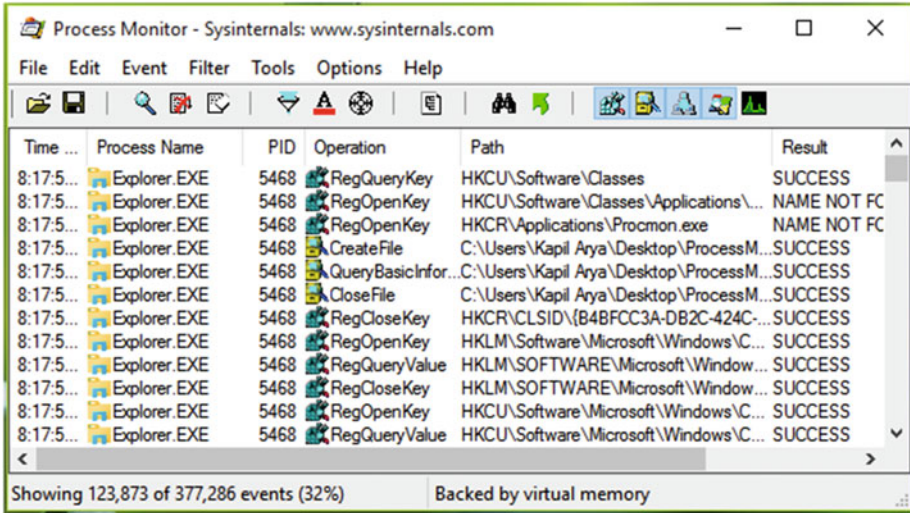 Process Monitor - Sysinternals: www.sysinternals.com
File Edit Event Filter Tools Options Help
Time ... Process Name PID Operation Path Result
8:17:5... Explorer.EXE 5468 RegQueryKey HKCU\Software\Classes SUCCESS
8:17:5... Explorer.EXE 5468 RegOpenKey HKCU\Software\Classes\Applications\... NAME NOT FO
8:17:5... Explorer.EXE 5468 RegOpenKey HKCR\Applications\Procmon.exe NAME NOT FO
8:17:5... Explorer.EXE 5468 CreateFile C:\Users\Kapil Arya\Desktop\ProcessM... SUCCESS
8:17:5... Explorer.EXE 5468 QueryBasicInfor... C:\Users\Kapil Arya\Desktop\ProcessM... SUCCESS
8:17:5... Explorer.EXE 5468 CloseFile C:\Users\Kapil Arya\Desktop\ProcessM... SUCCESS
8:17:5... Explorer.EXE 5468 RegCloseKey HKCR\CLSID\{B4BFCC3A-DB2C-424C-... SUCCESS
8:17:5... Explorer.EXE 5468 RegOpenKey HKLM\Software\Microsoft\Windows\C... SUCCESS
8:17:5... Explorer.EXE 5468 RegQueryValue HKLM\SOFTWARE\Microsoft\Window... SUCCESS
8:17:5... Explorer.EXE 5468 RegCloseKey HKLM\SOFTWARE\Microsoft\Window... SUCCESS
8:17:5... Explorer.EXE 5468 RegOpenKey HKCU\Software\Microsoft\Windows\C... SUCCESS
8:17:5... Explorer.EXE 5468 RegQueryValue HKCU\Software\Microsoft\Windows\C... SUCCESS
Showing 123,873 of 377,286 events (32%) Backed by virtual memory